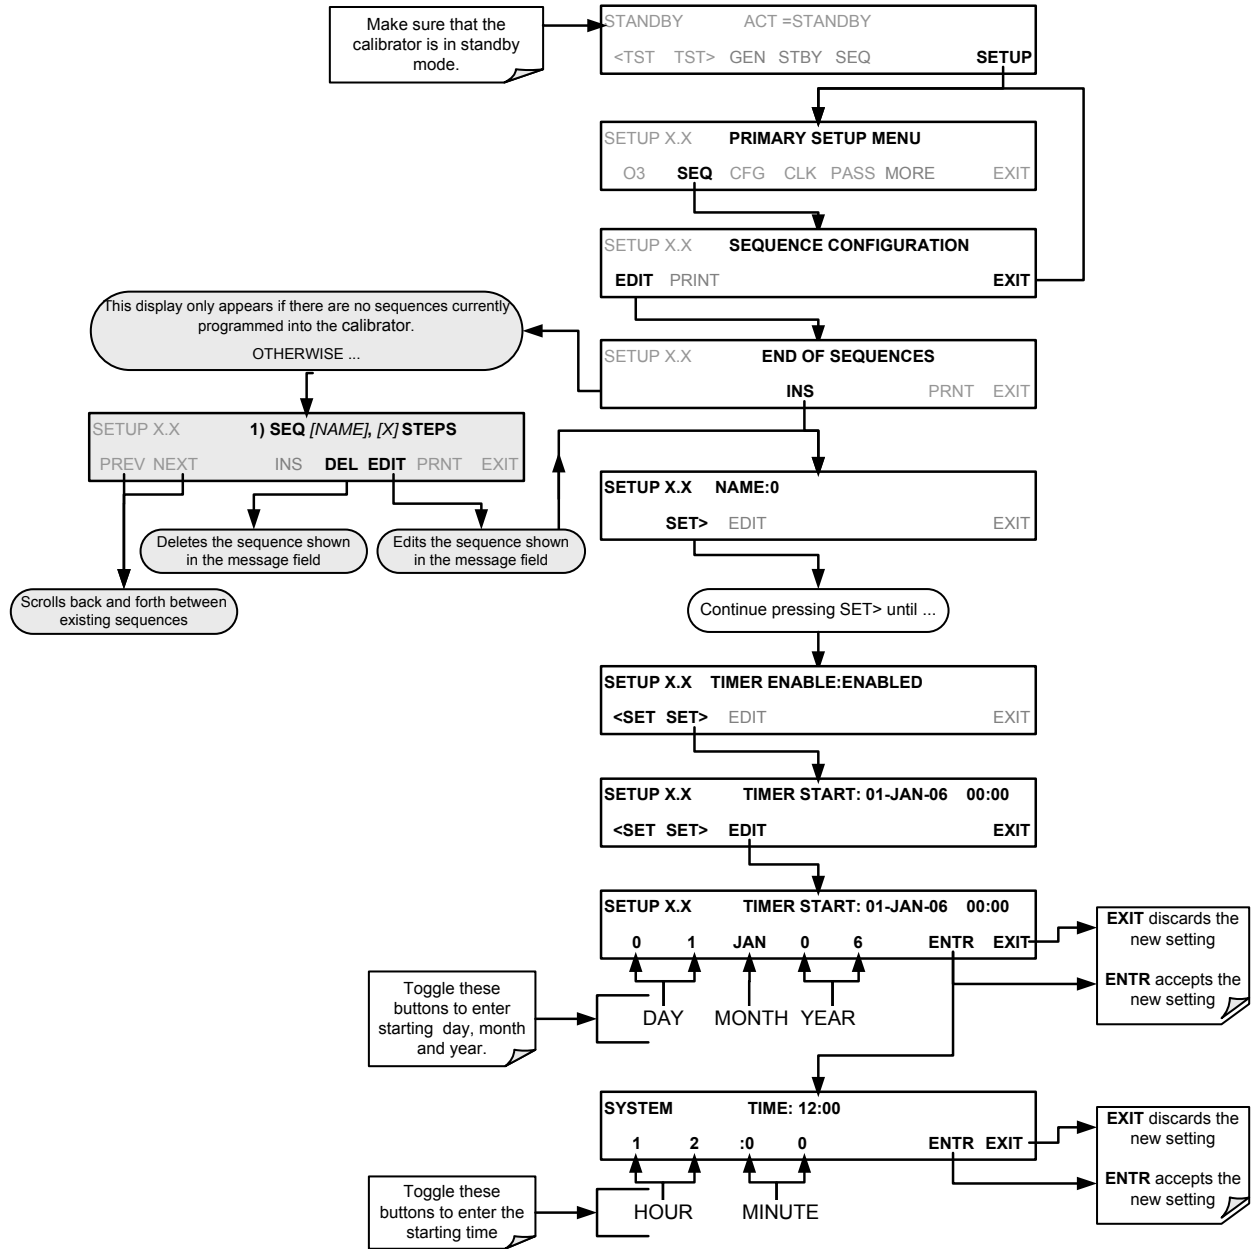 Make sure that the
calibrator is in standby
mode.
STANDBY ACT =STANDBY
<TST TST> GEN STBY SEQ SETUP
SETUP X.X PRIMARY SETUP MENU
O3 SEQ CFG CLK PASS MORE EXIT
SETUP X.X SEQUENCE CONFIGURATION
EDIT PRINT EXIT
This display only appears if there are no sequences currently
programmed into the calibrator.
OTHERWISE ...
SETUP X.X END OF SEQUENCES
INS PRNT EXIT
SETUP X.X 1) SEQ [NAME], [X] STEPS
PREV NEXT INS DEL EDIT PRNT EXIT
Deletes the sequence shown
in the message field
Edits the sequence shown
in the message field
Scrolls back and forth between
existing sequences
SETUP X.X NAME:0
SET> EDIT EXIT
Continue pressing SET> until ...
SETUP X.X TIMER ENABLE:ENABLED
<SET SET> EDIT EXIT
SETUP X.X TIMER START: 01-JAN-06 00:00
<SET SET> EDIT EXIT
SETUP X.X TIMER START: 01-JAN-06 00:00
0 1 JAN 0 6 ENTR EXIT
EXIT discards the
new setting
ENTR accepts the
new setting
Toggle these
buttons to enter
starting day, month
and year.
DAY MONTH YEAR
SYSTEM TIME: 12:00
1 2 :0 0 ENTR EXIT
EXIT discards the
new setting
ENTR accepts the
new setting
Toggle these
buttons to enter the
starting time
HOUR MINUTE